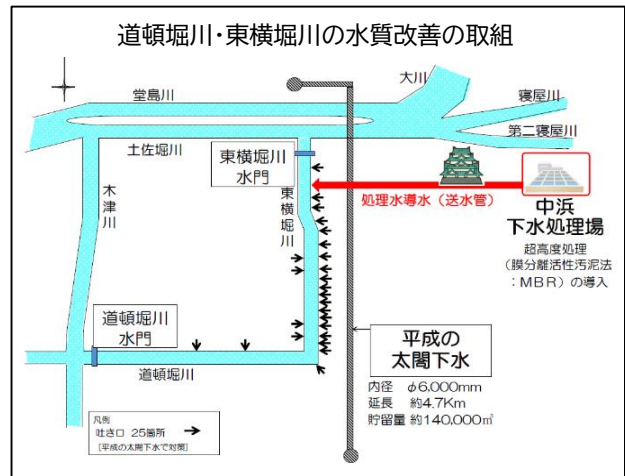 道頓堀川・東横堀川の水質改善の取組
大川
堂島川
寝屋川
第二寝屋川
土佐堀川
東横堀川
水門
木津川
東横堀川
処理水導水（送水管）
中浜
下水処理場
超高度処理
（膜分離活性汚泥法
：MBR）の導入
道頓堀川
水門
道頓堀川
平成の
太閤下水
内径　φ6,000mm
延長　約4.7Km
貯留量 約140,000㎥
凡例
吐き口　25箇所
［平成の太閤下水で対策］